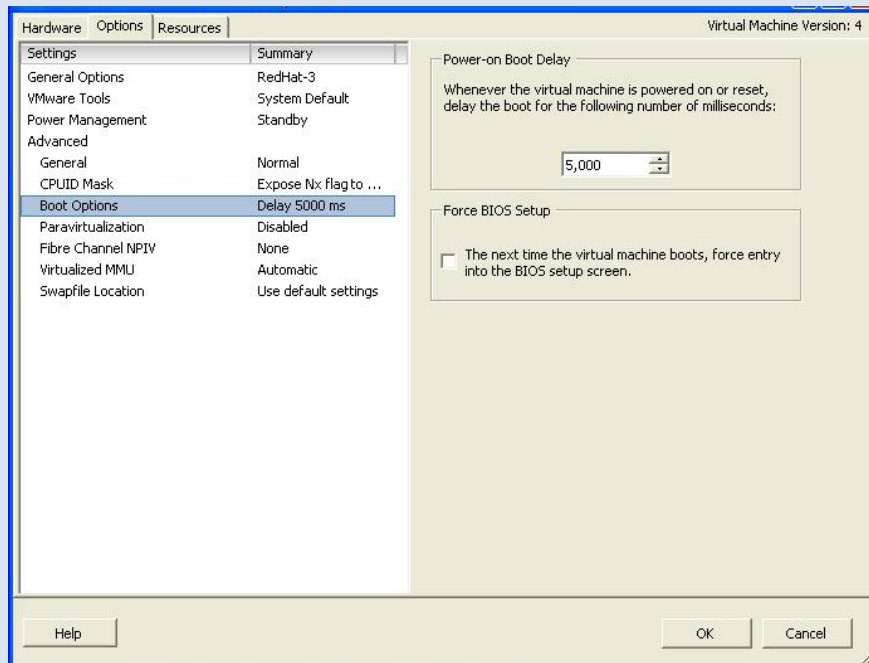 Hardware Options Resources Virtual Machine Version: 4
Settings Summary
General Options RedHat-3
VMware Tools System Default
Power Management Standby
Advanced
General Normal
CPUID Mask Expose Nx flag to ...
Boot Options Delay 5000 ms
Paravirtualization Disabled
Fibre Channel NPIV None
Virtualized MMU Automatic
Swapfile Location Use default settings
Power-on Boot Delay
Whenever the virtual machine is powered on or reset,
delay the boot for the following number of milliseconds:
5,000
Force BIOS Setup
The next time the virtual machine boots, force entry
into the BIOS setup screen.
Help OK Cancel